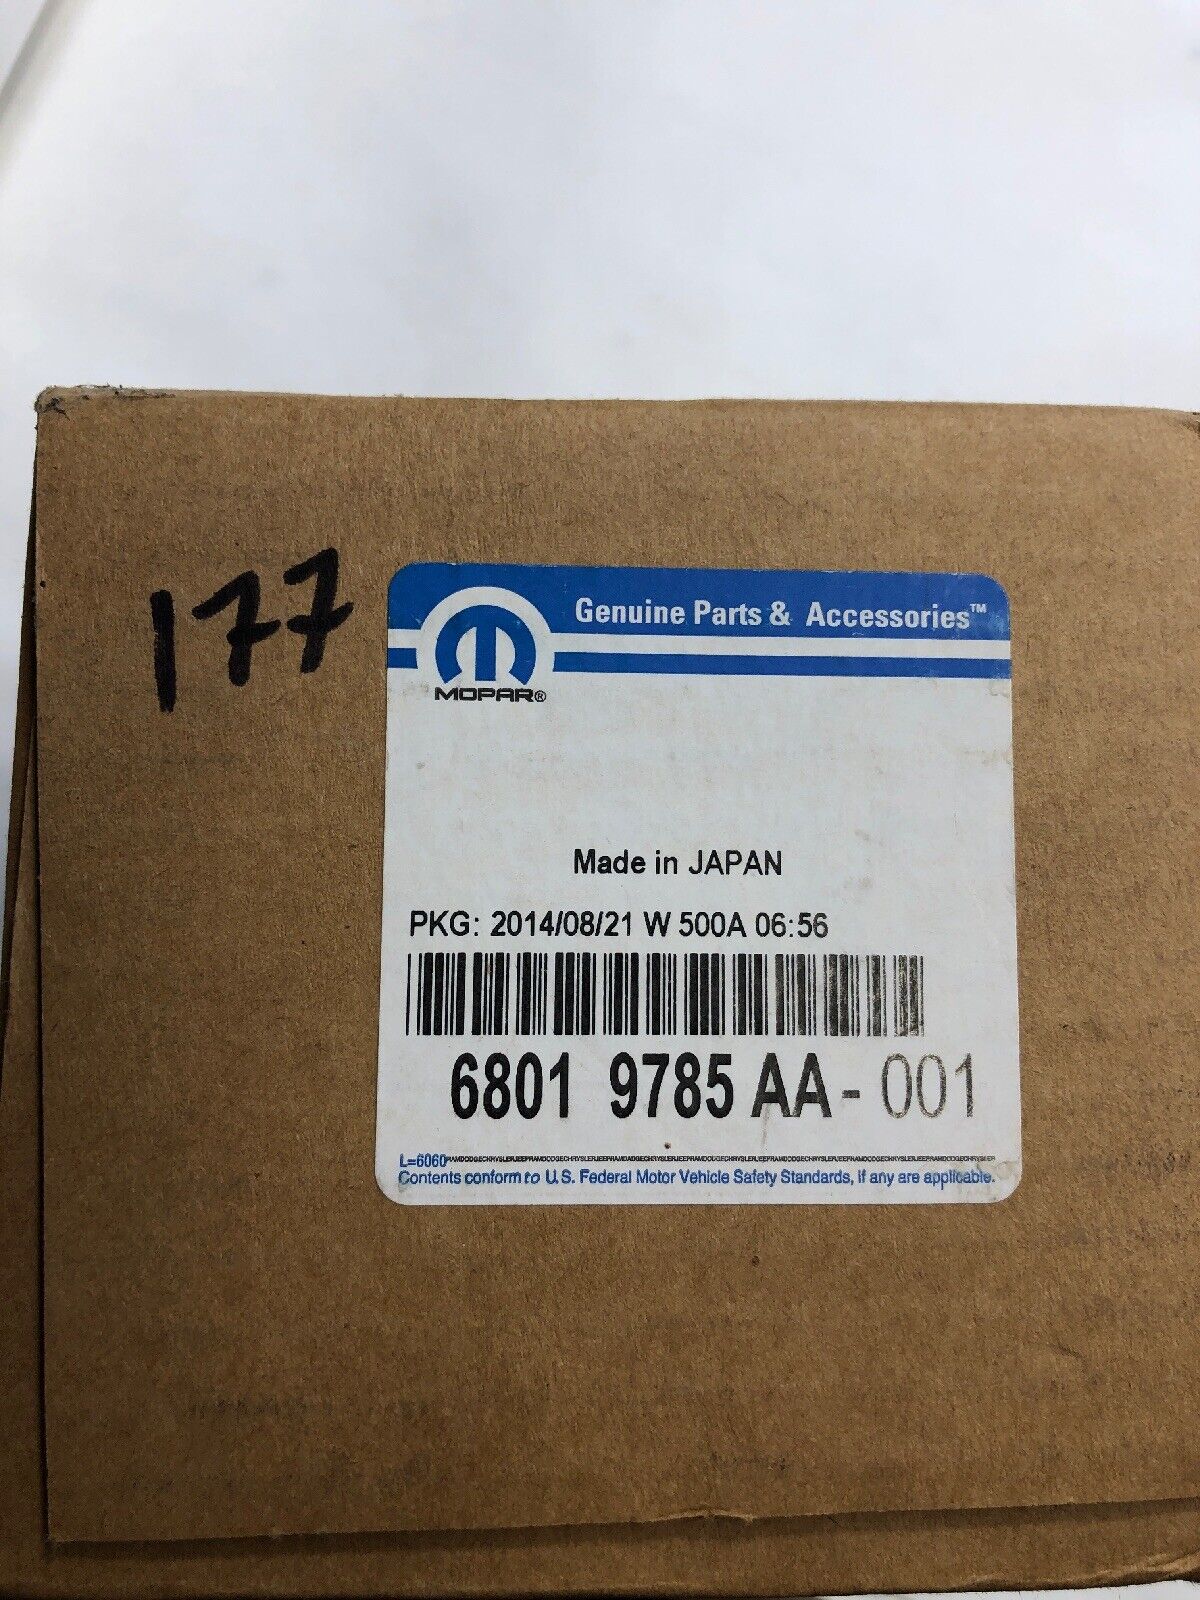 177
Genuine Parts & Accessories™
MOPAR®
Made in JAPAN
PKG: 2014/08/21 W 500A 06:56
6801 9785 AA - 001
L=6060
Contents conform to U.S. Federal Motor Vehicle Safety Standards, if any are applicable.